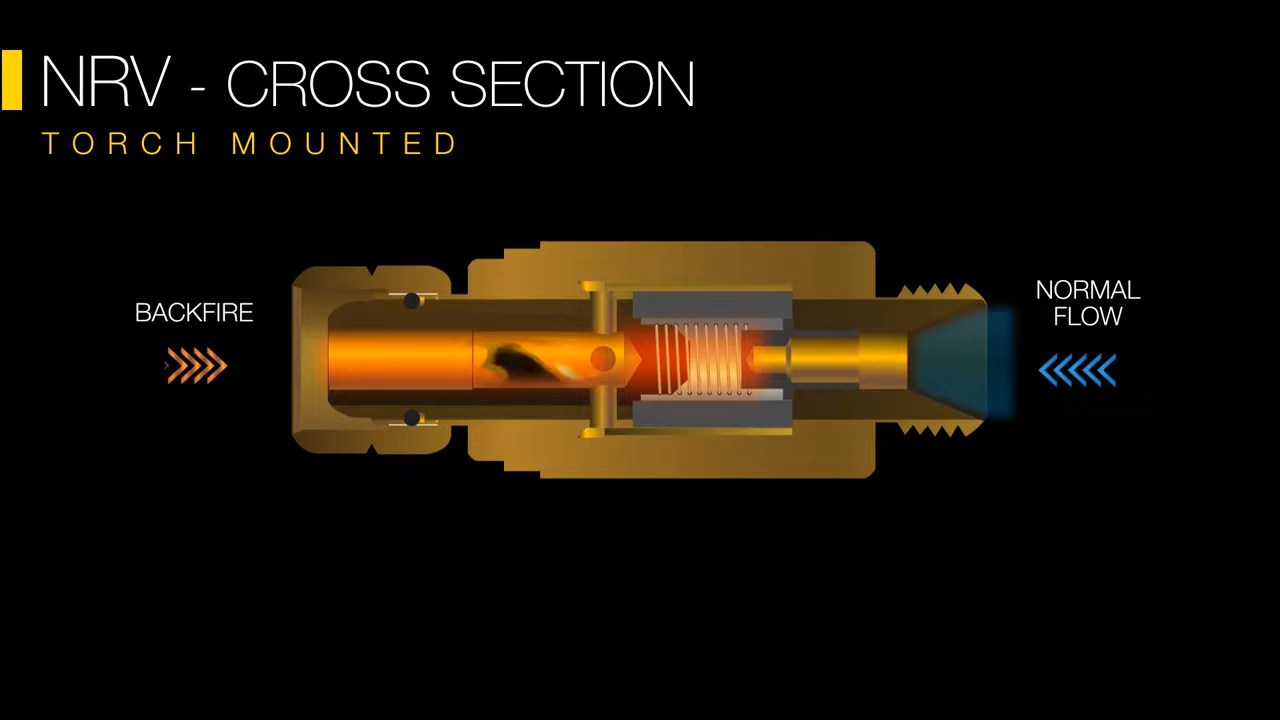 NRV - CROSS SECTION
TORCH MOUNTED
BACKFIRE
NORMAL
FLOW